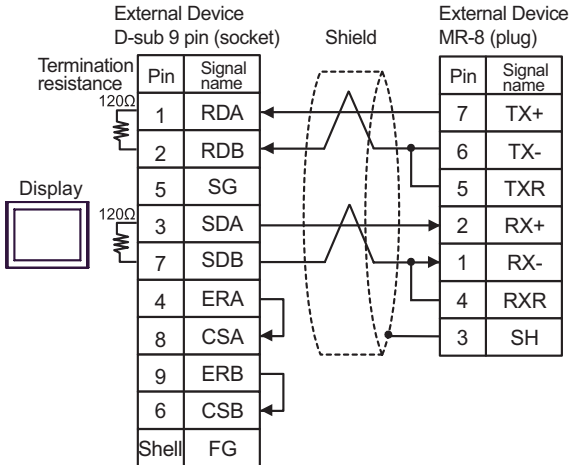 External Device
D-sub 9 pin (socket)
Shield
External Device
MR-8 (plug)
Termination
resistance
Pin
Signal
name
Pin
Signal
name
120Ω
1 RDA
7 TX+
2 RDB
6 TX-
5 SG
5 TXR
Display
120Ω
3 SDA
2 RX+
7 SDB
1 RX-
4 ERA
4 RXR
8 CSA
3 SH
9 ERB
6 CSB
Shell FG